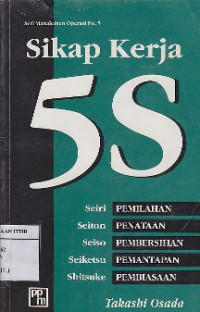 Seri Manajemen Operasi No. 5
Sikap Kerja
5S
Seiri PEMILAHAN
Seiton PENATAAN
Seiso PEMBERSIHAN
Seiketsu PEMANTAPAN
Shitsuke PEMBIASAAN
ppm
Takashi Osada